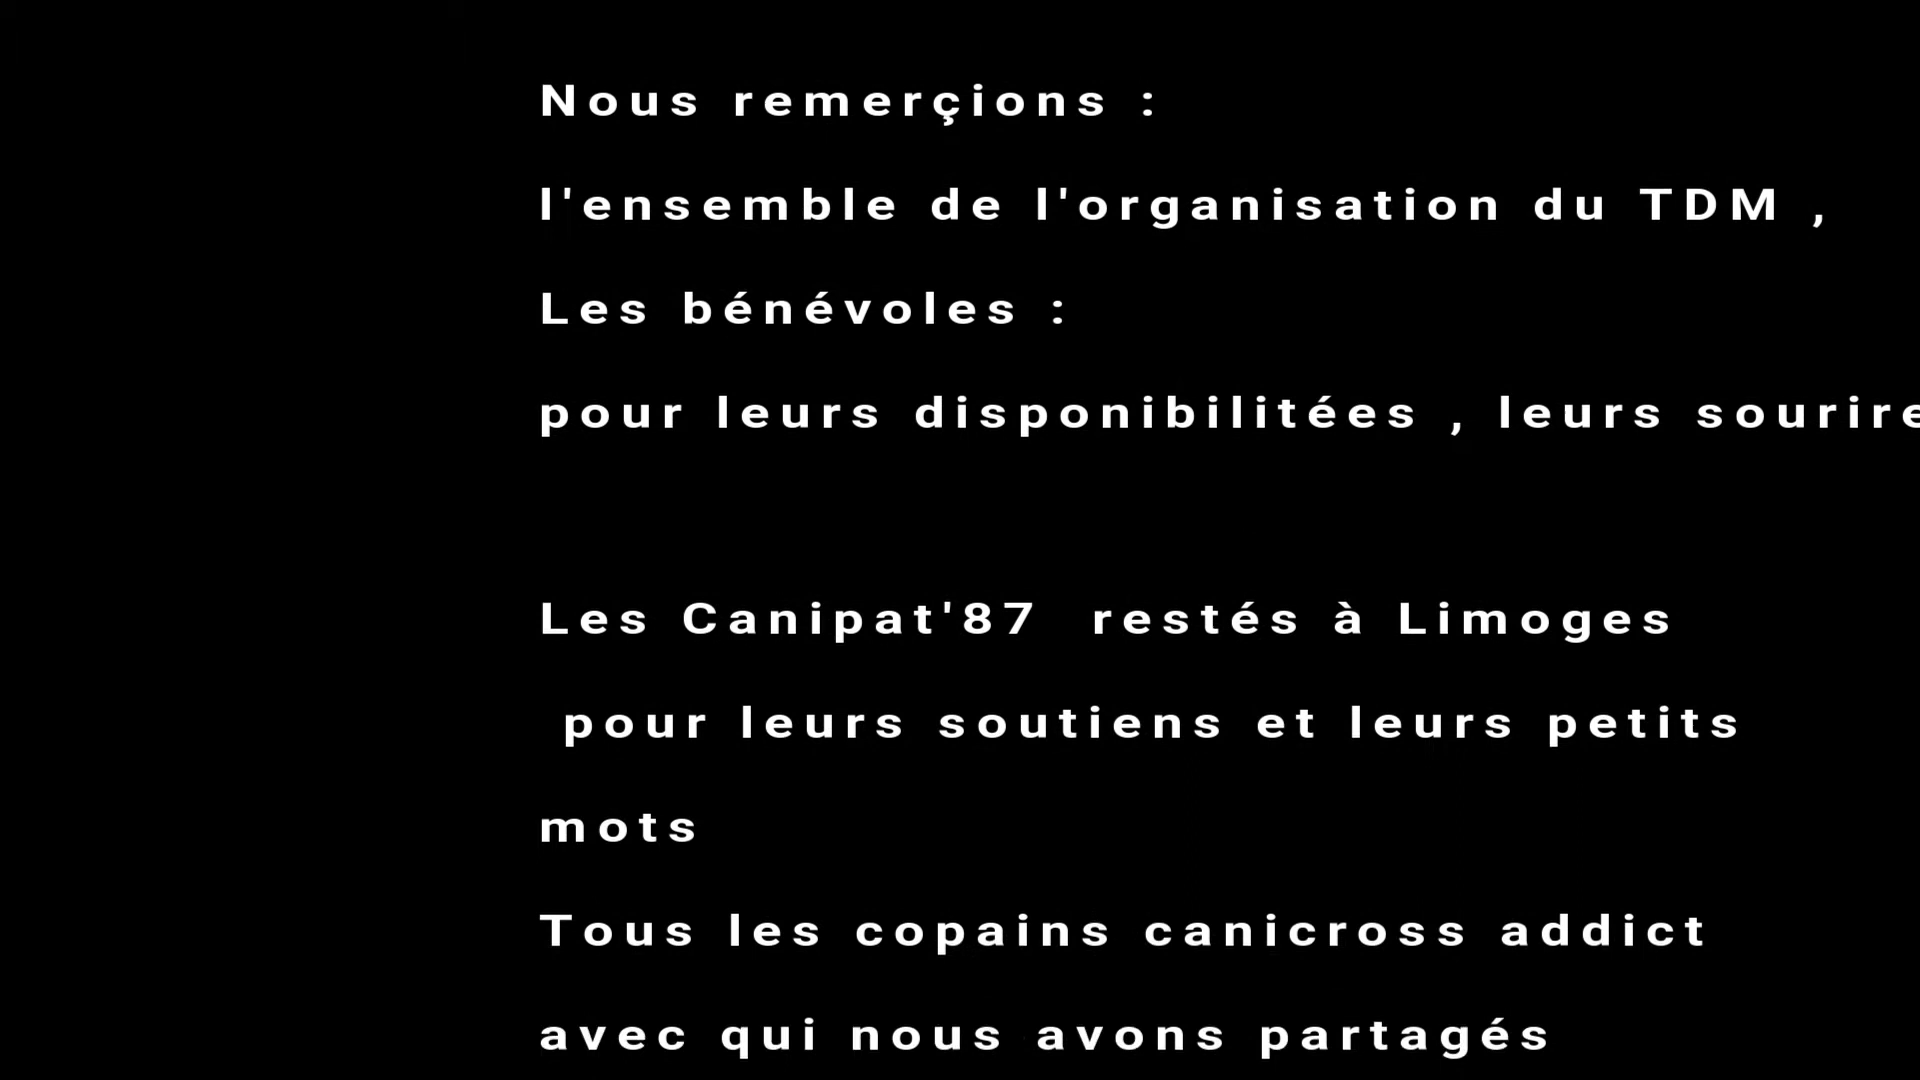 Nous remerçions :
l'ensemble de l'organisation du TDM ,
Les bénévoles :
pour leurs disponibilitées , leurs sourire
Les Canipat'87  restés à Limoges
pour leurs soutiens et leurs petits
mots
Tous les copains canicross addict
avec qui nous avons partagés